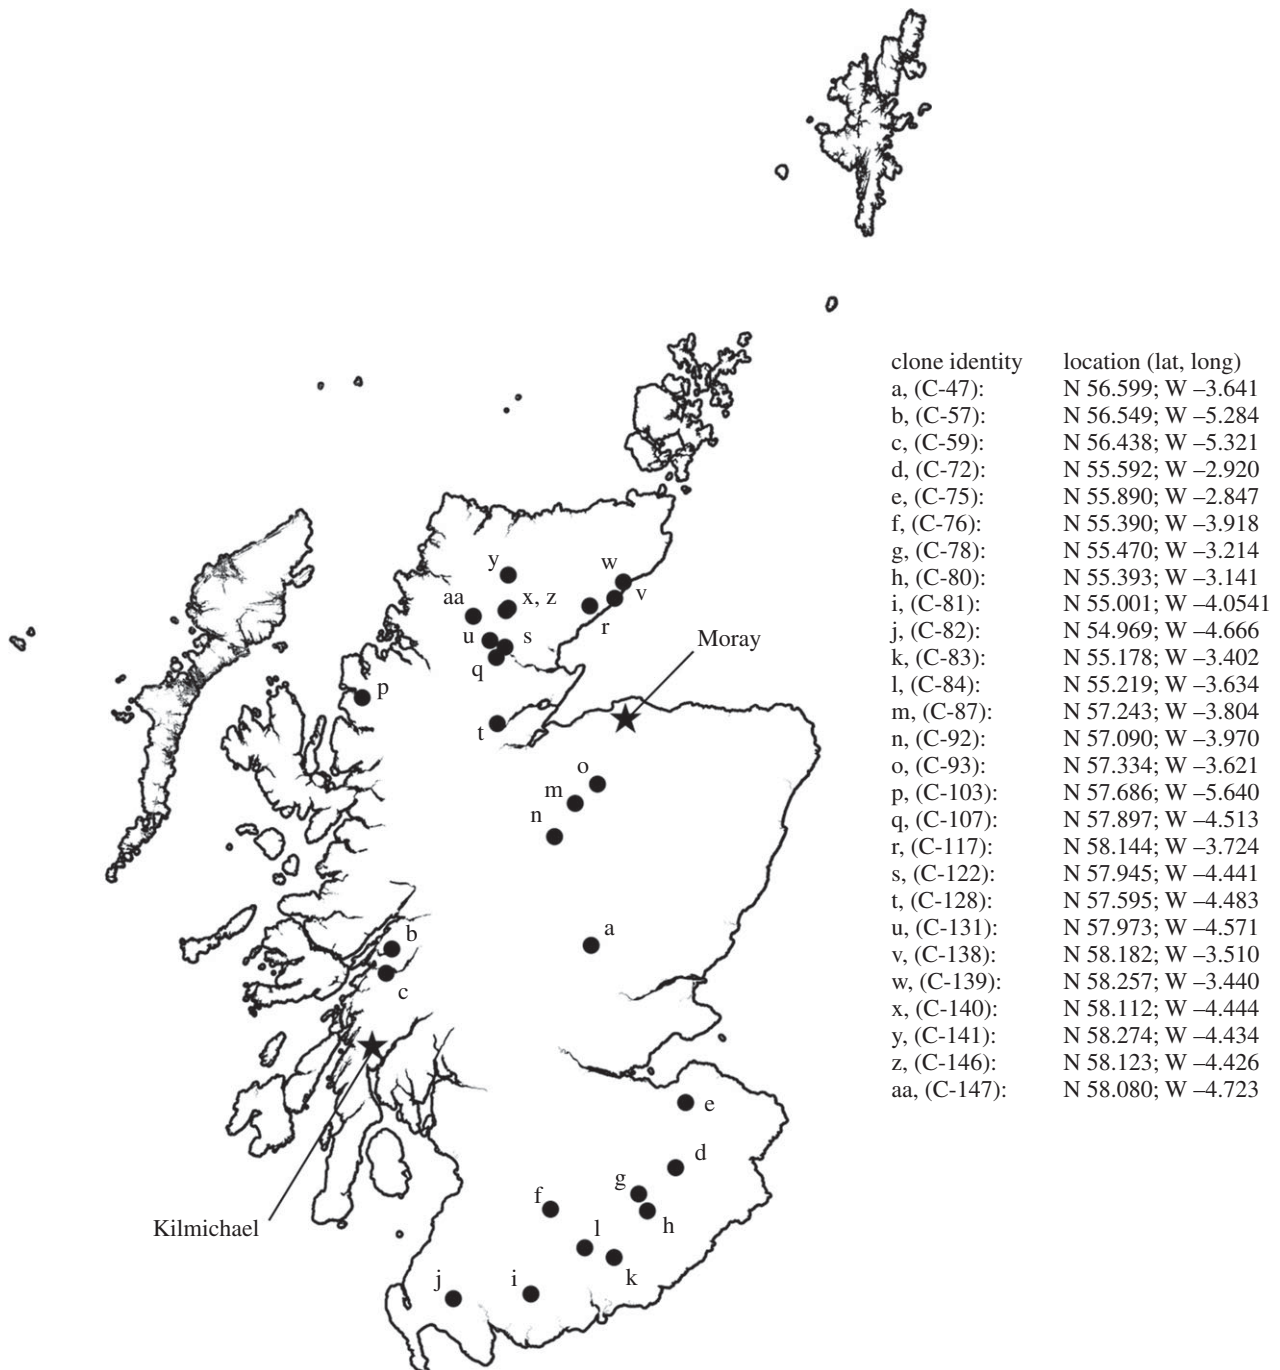 clone identity location (lat, long)
a, (C-47): N 56.599; W –3.641
b, (C-57): N 56.549; W –5.284
c, (C-59): N 56.438; W –5.321
d, (C-72): N 55.592; W –2.920
e, (C-75): N 55.890; W –2.847
f, (C-76): N 55.390; W –3.918
g, (C-78): N 55.470; W –3.214
h, (C-80): N 55.393; W –3.141
i, (C-81): N 55.001; W –4.0541
j, (C-82): N 54.969; W –4.666
k, (C-83): N 55.178; W –3.402
l, (C-84): N 55.219; W –3.634
m, (C-87): N 57.243; W –3.804
n, (C-92): N 57.090; W –3.970
o, (C-93): N 57.334; W –3.621
p, (C-103): N 57.686; W –5.640
q, (C-107): N 57.897; W –4.513
r, (C-117): N 58.144; W –3.724
s, (C-122): N 57.945; W –4.441
t, (C-128): N 57.595; W –4.483
u, (C-131): N 57.973; W –4.571
v, (C-138): N 58.182; W –3.510
w, (C-139): N 58.257; W –3.440
x, (C-140): N 58.112; W –4.444
y, (C-141): N 58.274; W –4.434
z, (C-146): N 58.123; W –4.426
aa, (C-147): N 58.080; W –4.723
y
w
aa
x, z
v
r
u
s
q
Moray
p
t
o
m
n
a
b
c
e
d
g
f
h
Kilmichael
l
k
j
i